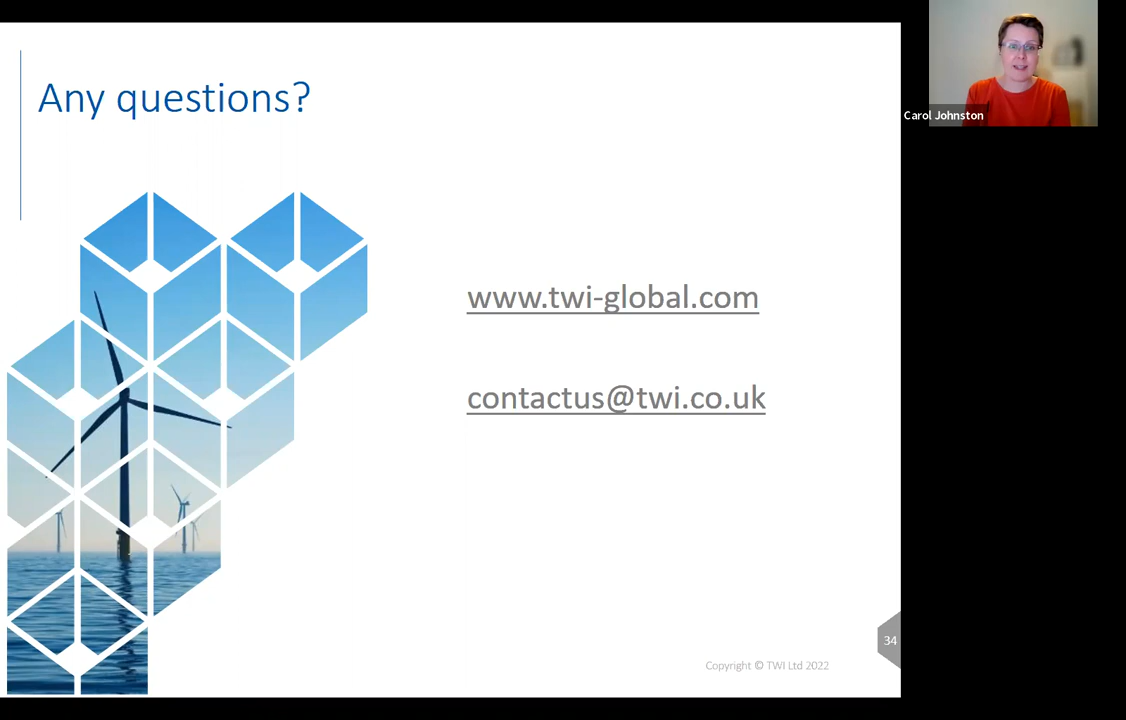 Any questions?
www.twi-global.com
contactus@twi.co.uk
34
Copyright © TWI Ltd 2022
Carol Johnston